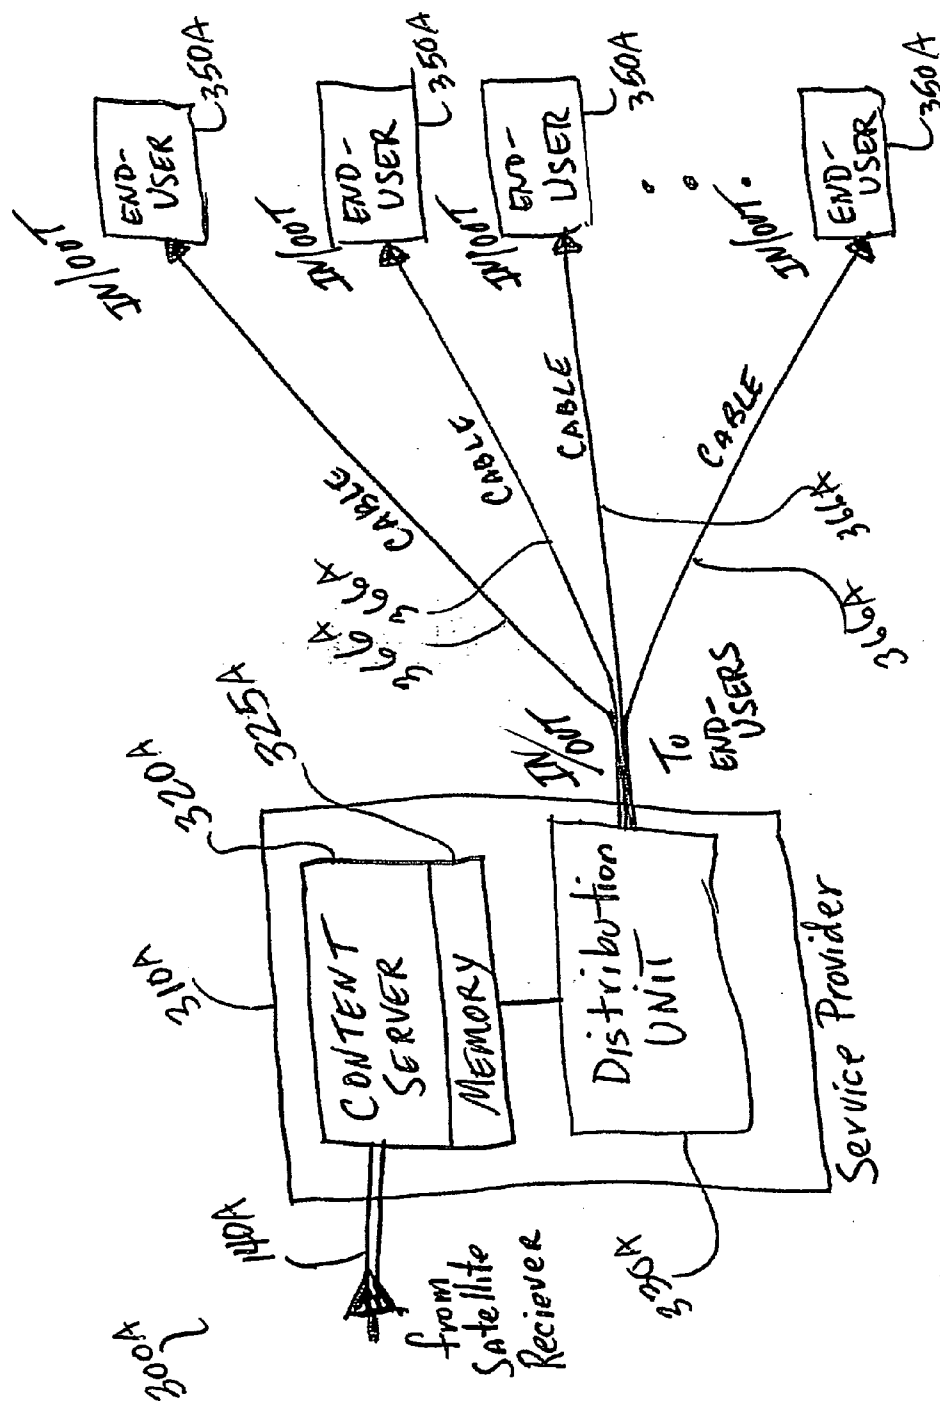 300A
310A
320A
325A
140A
from
Satellite
Reciever
CONTENT
SERVER
MEMORY
Distribution
UNIT
330A
Service Provider
IN/OUT
To
END-
USERS
366A
366A
366A
366A
CABLE
CABLE
CABLE
CABLE
IN/OUT
END-
USER
350A
IN/OUT
END-
USER
350A
IN/OUT
END-
USER
350A
IN/OUT
END-
USER
350A